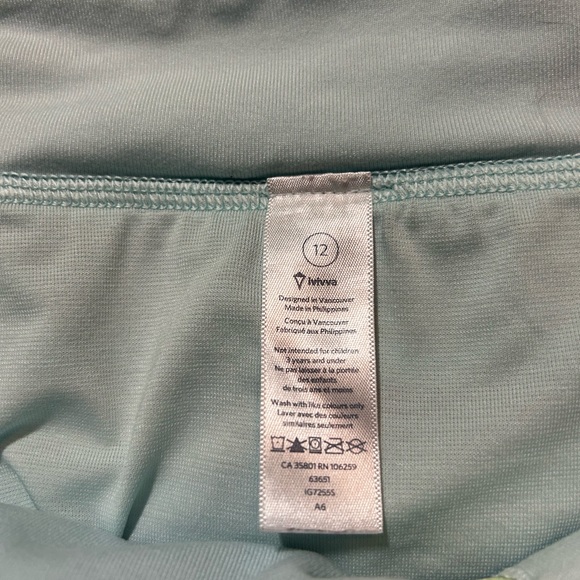 12
ivivva
Designed in Vancouver
Made in Philippines
Conçu à Vancouver
Fabriqué aux Philippines
Not intended for children
3 years and under
Ne pas laisser à la portée
des enfants
de trois ans et moins
Wash with like colours only
Laver avec des couleurs
similaires seulement
CA 35801 RN 106259
63651
IG72555
A6